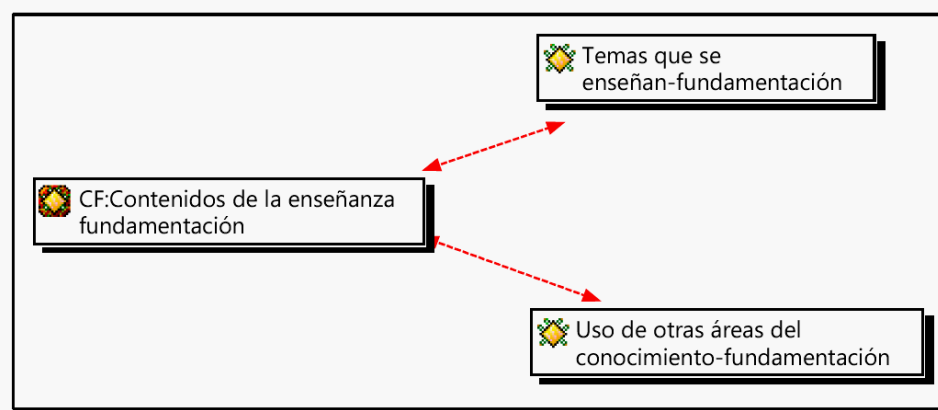 Temas que se
enseñan-fundamentación
CF:Contenidos de la enseñanza
fundamentación
Uso de otras áreas del
conocimiento-fundamentación